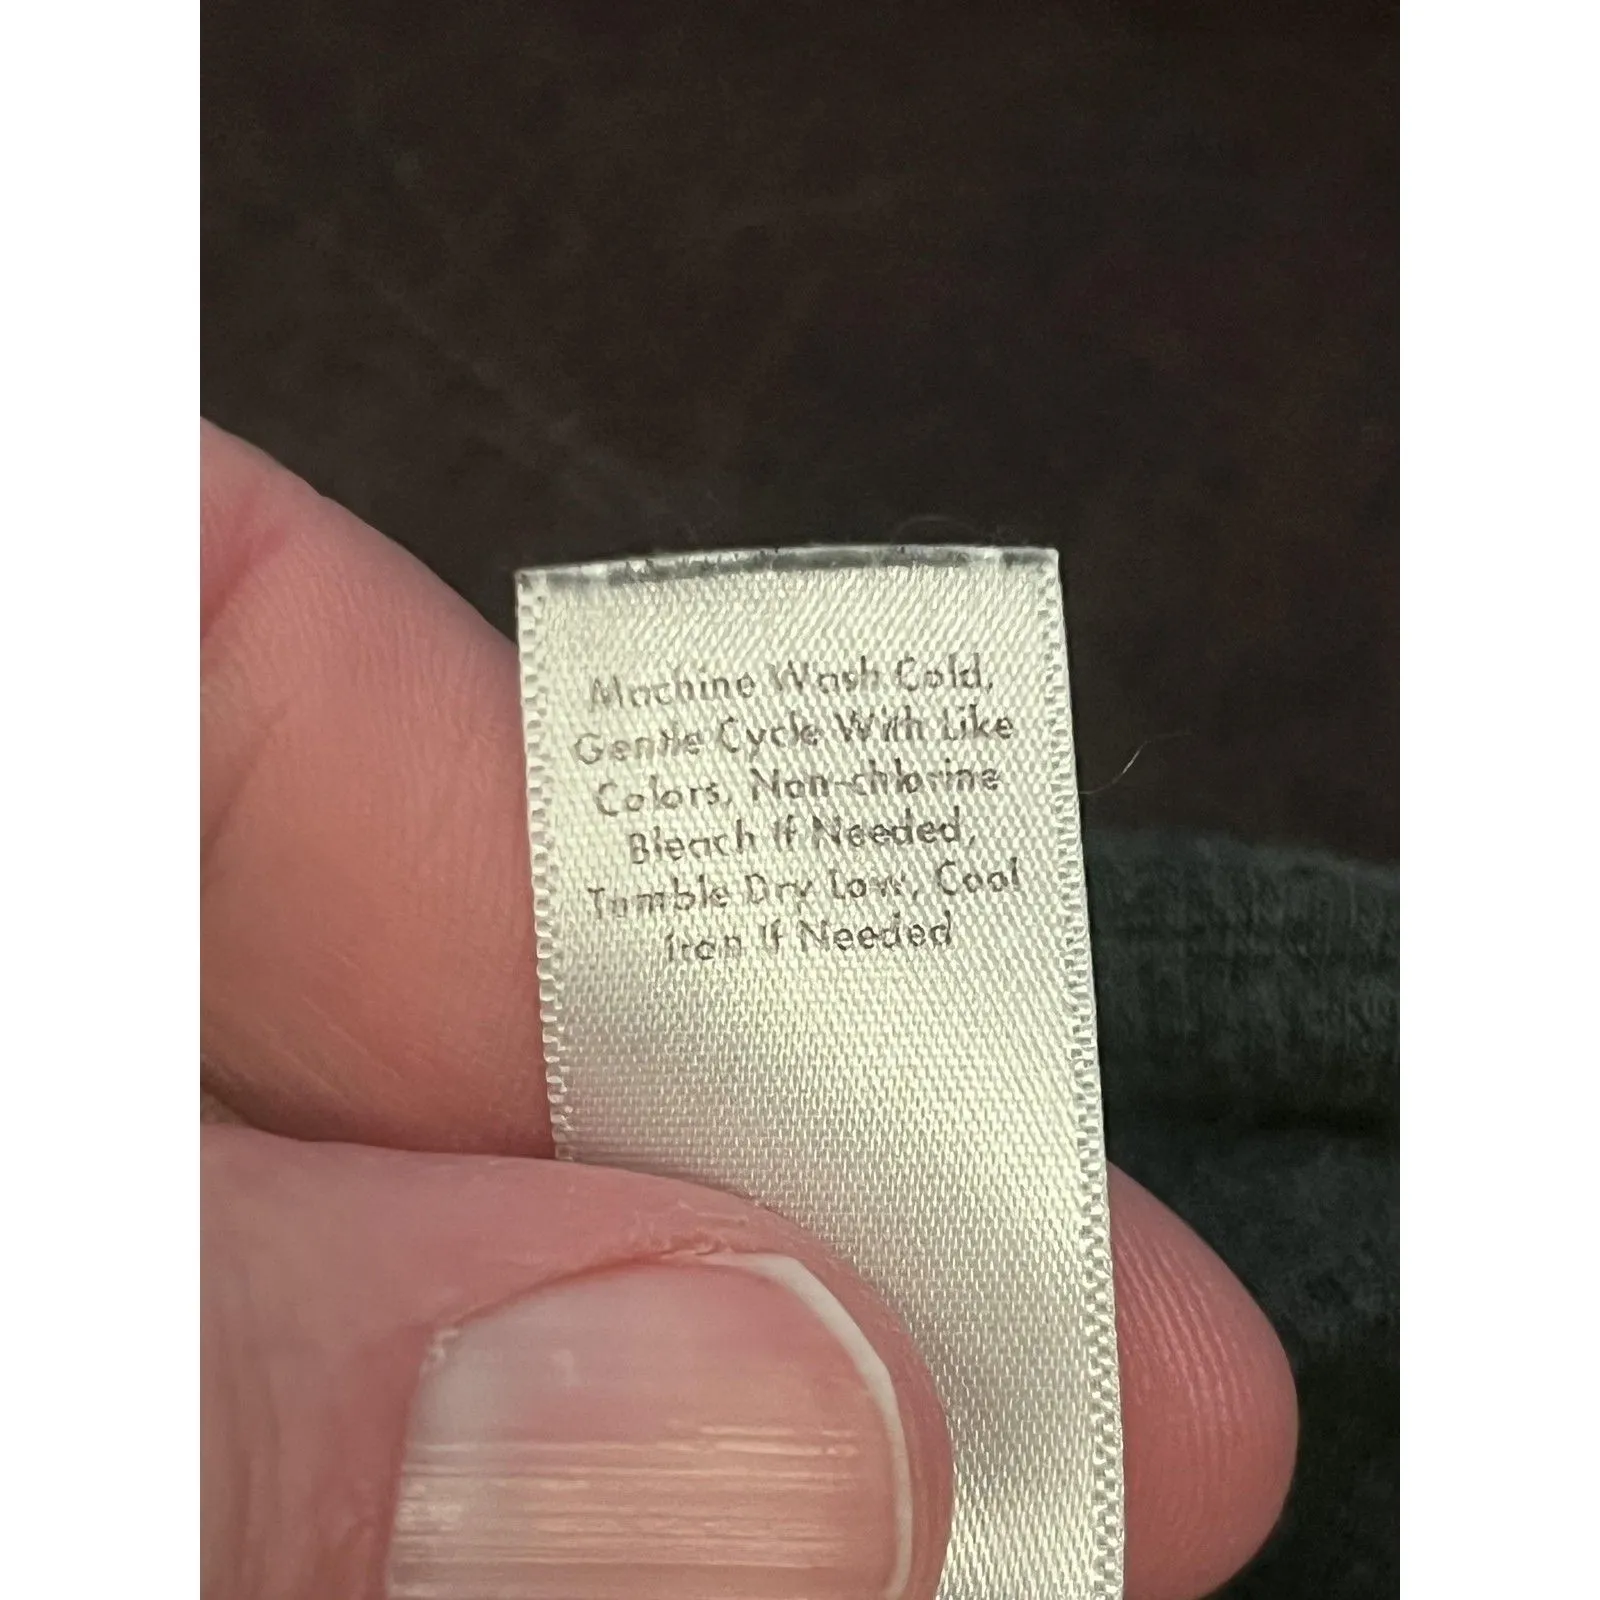 Machine Wash Cold,
Gentle Cycle With Like
Colors, Non-chlorine
Bleach If Needed,
Tumble Dry Low, Cool
Iron If Needed